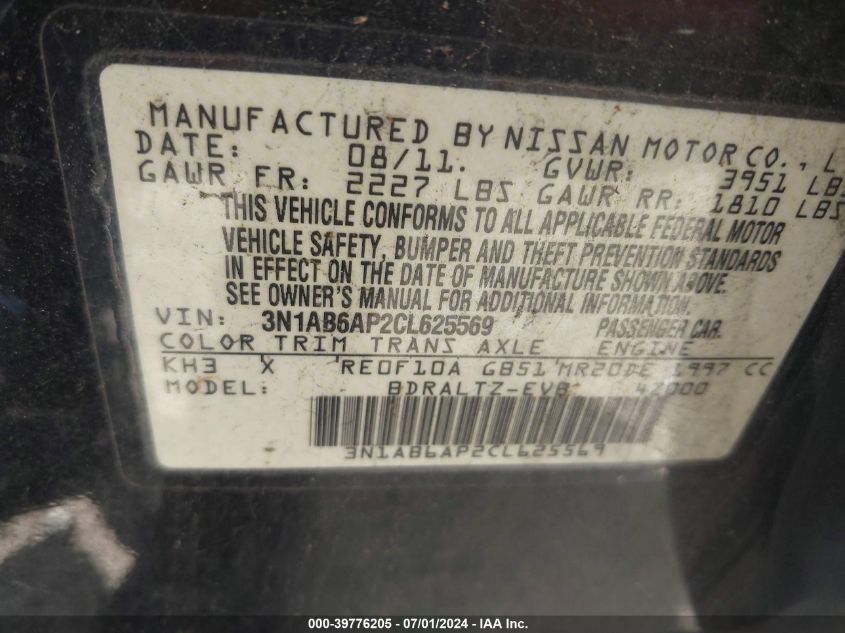 MANUFACTURED BY NISSAN MOTOR CO., L
DATE: 08/11. GVWR: 3951 LB
GAWR FR: 2227 LBS GAWR RR: 1810 LBS
THIS VEHICLE CONFORMS TO ALL APPLICABLE FEDERAL MOTOR
VEHICLE SAFETY, BUMPER AND THEFT PREVENTION STANDARDS
IN EFFECT ON THE DATE OF MANUFACTURE SHOWN ABOVE.
SEE OWNER'S MANUAL FOR ADDITIONAL INFORMATION.
VIN: 3N1AB6AP2CL625569 PASSENGER CAR.
COLOR TRIM TRANS AXLE ENGINE
KH3 X RE0F10A GB51 MR20DE 1997 CC
MODEL: BDRALTZ-EVB 42000
3N1AB6AP2CL625569
000-39776205 - 07/01/2024 - IAAI.com.